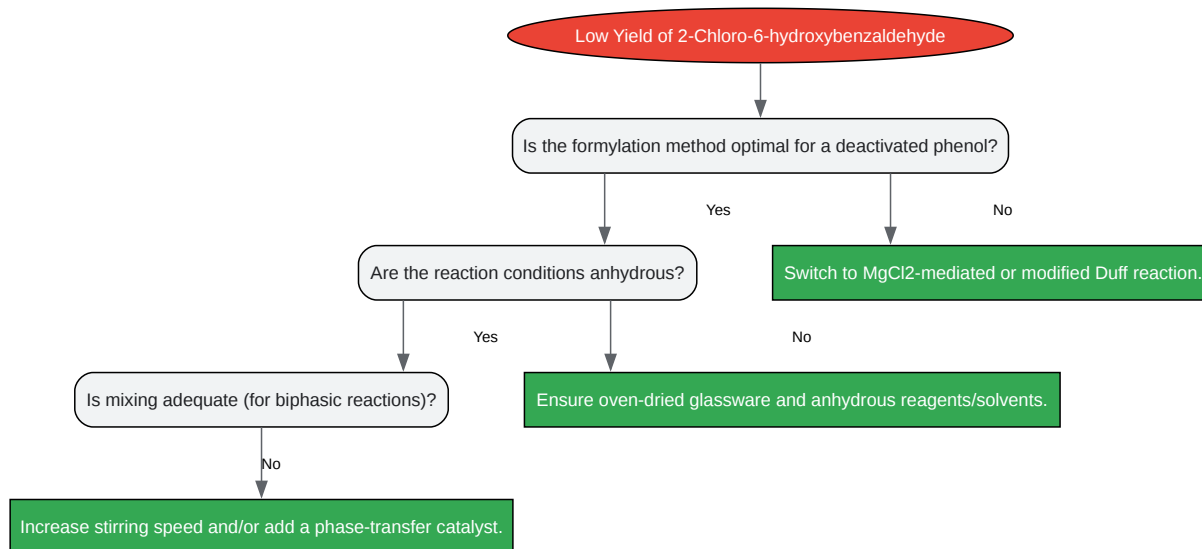 Low Yield of 2-Chloro-6-hydroxybenzaldehyde
Is the formylation method optimal for a deactivated phenol?
Yes
No
Are the reaction conditions anhydrous?
Switch to MgCl2-mediated or modified Duff reaction.
Yes
No
Is mixing adequate (for biphasic reactions)?
Ensure oven-dried glassware and anhydrous reagents/solvents.
No
Increase stirring speed and/or add a phase-transfer catalyst.